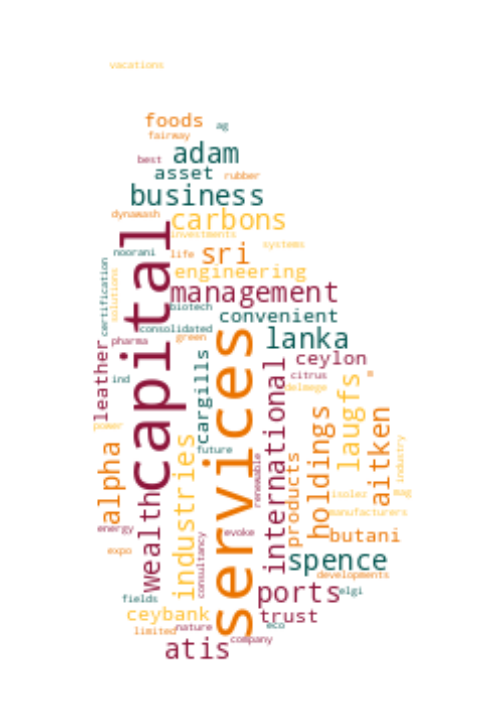 vacations
foods
ag
fairway
adam
best
asset
rubber
business
dynawash
carbons
investments
capital
systems
noorani
life
sri
engineering
certification
solutions
management
biotech
convenient
consolidated
green
lanka
pharma
services
leather
cargills
ceylon
international
ind
citrus
laugfs
delmege
holdings
aitken
power
alpha
industries
future
products
renewable
industry
wealth
isolez
gag
manufacturers
energy
consultancy
revoke
butani
expo
spence
developments
fields
ports
elgi
ceybank
trust
limited
nature
eco
company
atis